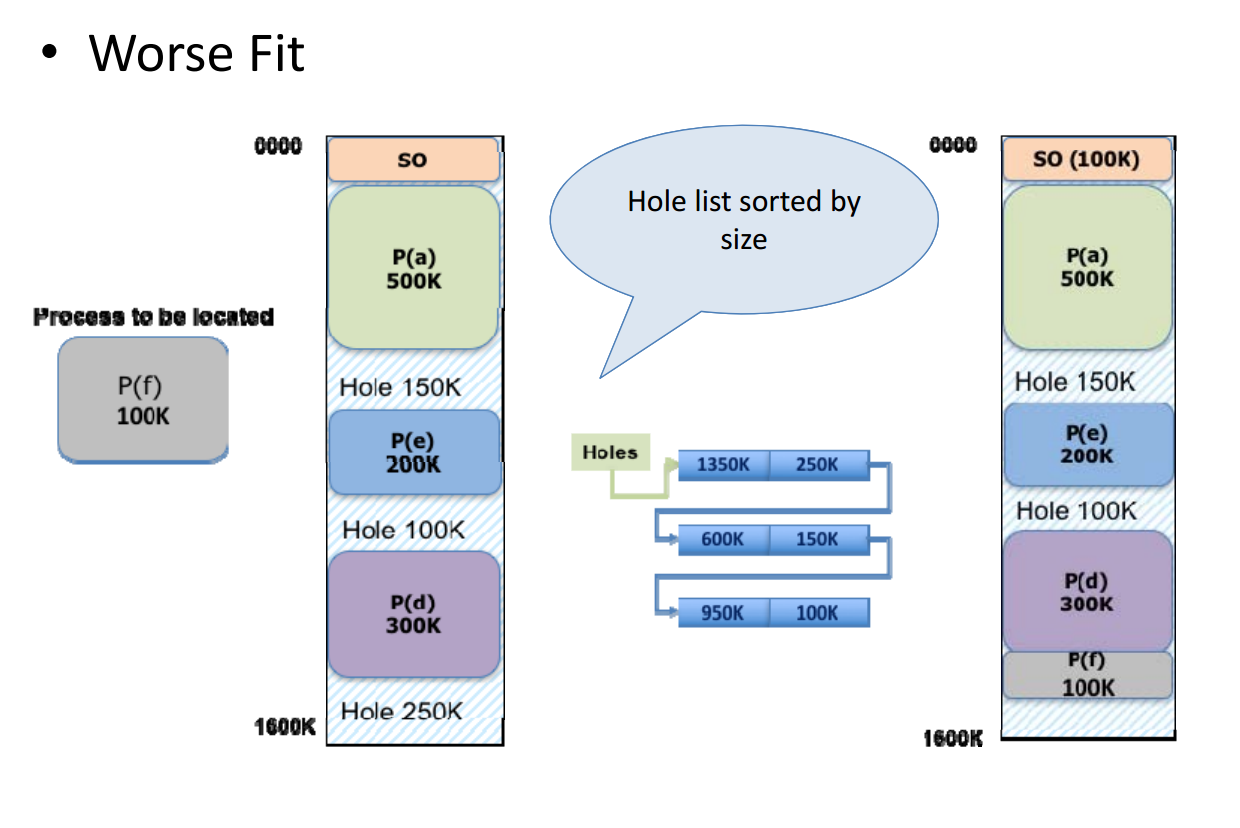 • Worse Fit
0000
SO
P(a)
500K
Hole 150K
P(e)
200K
Hole 100K
P(d)
300K
Hole 250K
1600K
Process to be located
P(f)
100K
Hole list sorted by
size
Holes
1350K 250K
600K 150K
950K 100K
0000
SO (100K)
P(a)
500K
Hole 150K
P(e)
200K
Hole 100K
P(d)
300K
P(f)
100K
1600K